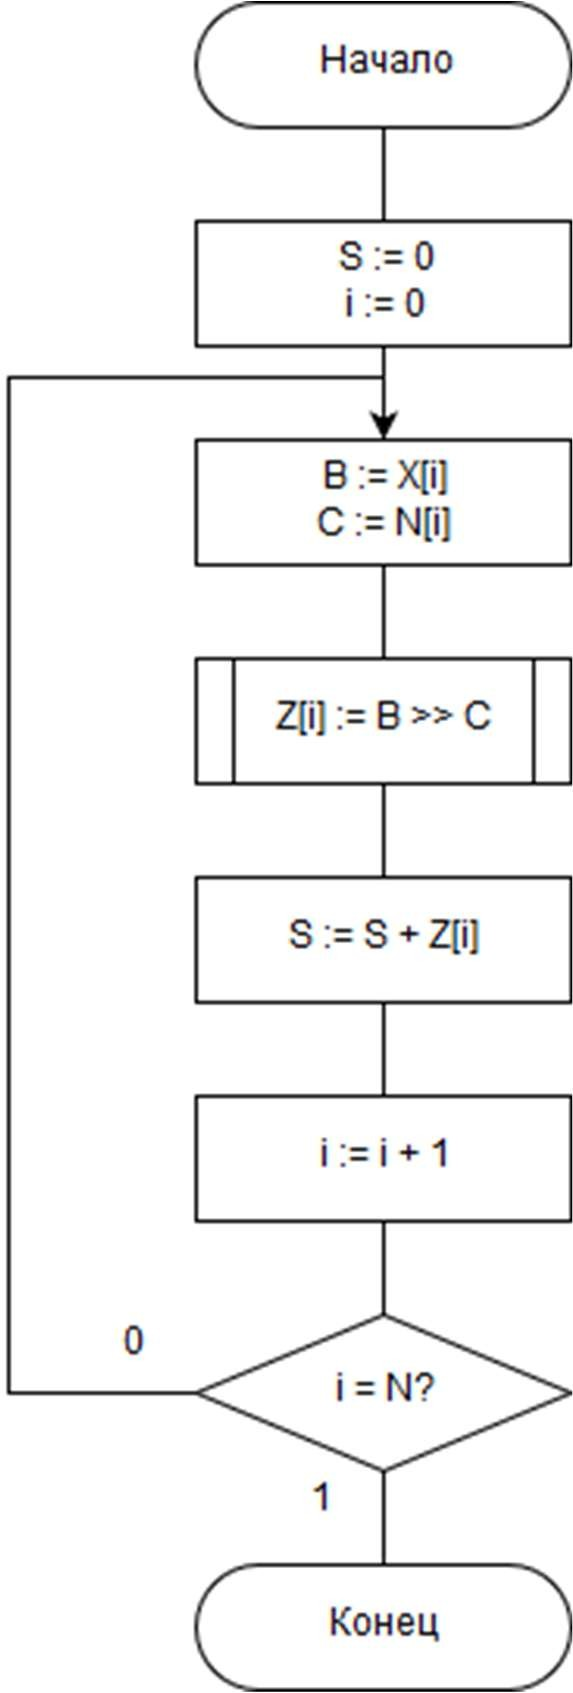 Начало
S := 0
i := 0
B := X[i]
C := N[i]
Z[i] := B >> C
S := S + Z[i]
i := i + 1
0
i = N?
1
Конец